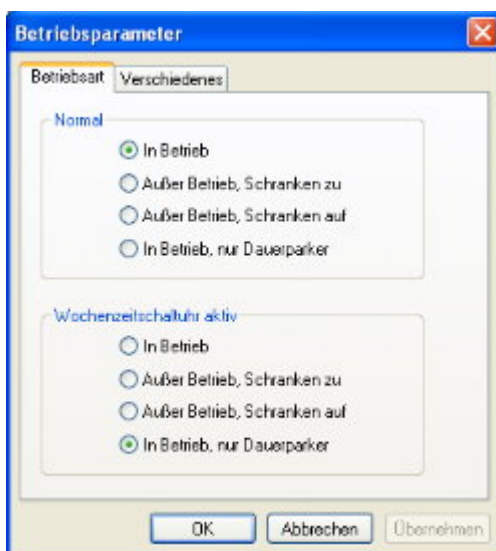 Betriebsparameter
Betriebsart Verschiedenes
Normal
In Betrieb
Außer Betrieb, Schranken zu
Außer Betrieb, Schranken auf
In Betrieb, nur Dauerparker
Wochenzeitschaltuhr aktiv
In Betrieb
Außer Betrieb, Schranken zu
Außer Betrieb, Schranken auf
In Betrieb, nur Dauerparker
OK Abbrechen Übernehmen